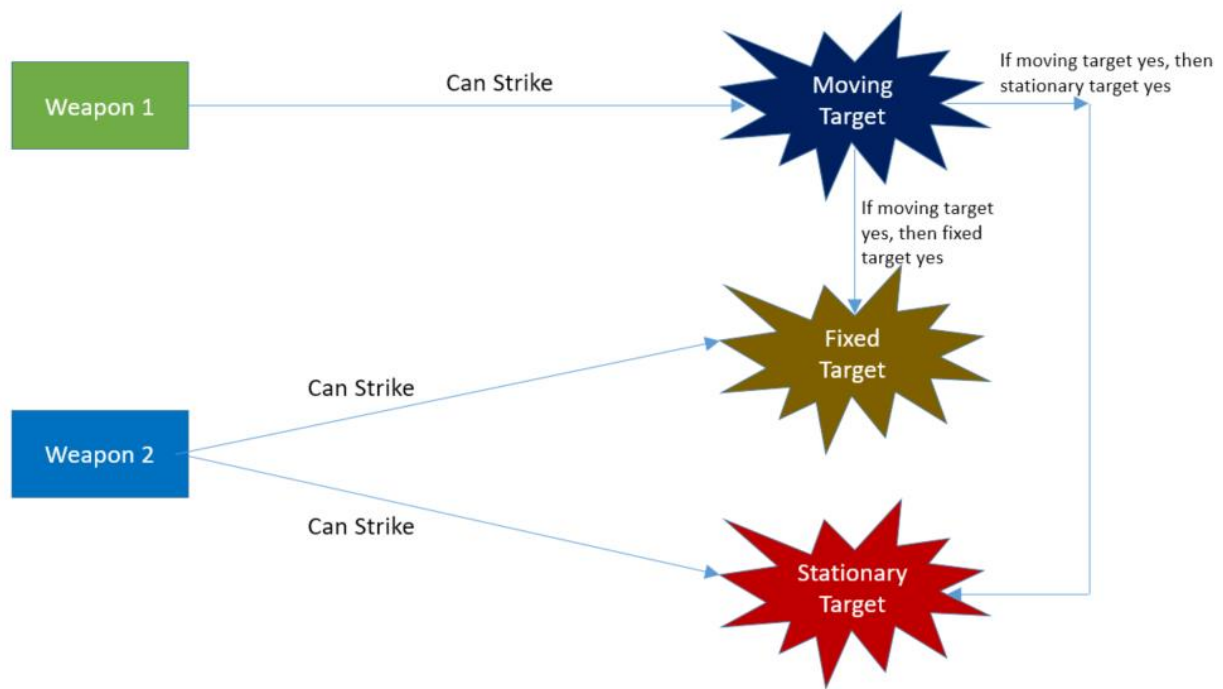 Weapon 1
Can Strike
Moving
Target
If moving target yes, then
stationary target yes
If moving target
yes, then fixed
target yes
Fixed
Target
Can Strike
Weapon 2
Can Strike
Stationary
Target